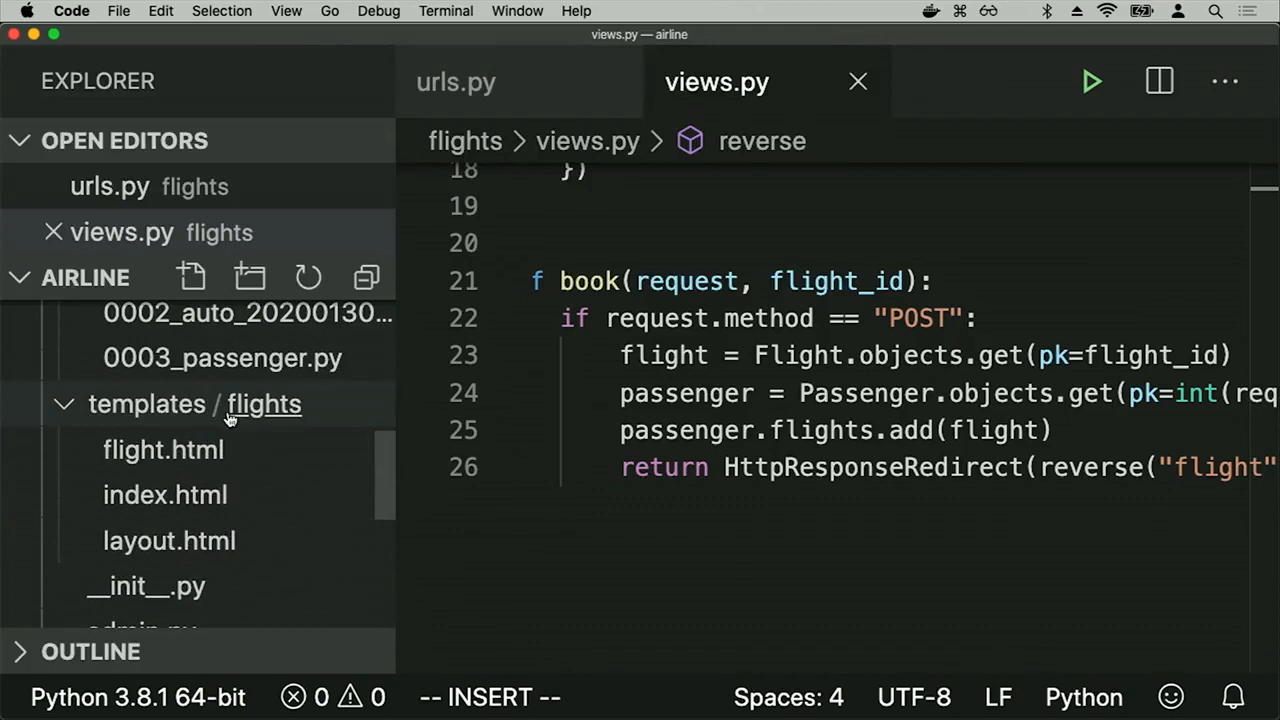 Code File Edit Selection View Go Debug Terminal Window Help
views.py — airline
EXPLORER
urls.py
views.py
OPEN EDITORS
flights > views.py > reverse
urls.py flights
views.py flights
AIRLINE
0002_auto_20200130...
0003_passenger.py
templates / flights
flight.html
index.html
layout.html
__init__.py
18 })
19
20
21 f book(request, flight_id):
22 if request.method == "POST":
23 flight = Flight.objects.get(pk=flight_id)
24 passenger = Passenger.objects.get(pk=int(req
25 passenger.flights.add(flight)
26 return HttpResponseRedirect(reverse("flight"
OUTLINE
Python 3.8.1 64-bit 0 0 -- INSERT -- Spaces: 4 UTF-8 LF Python